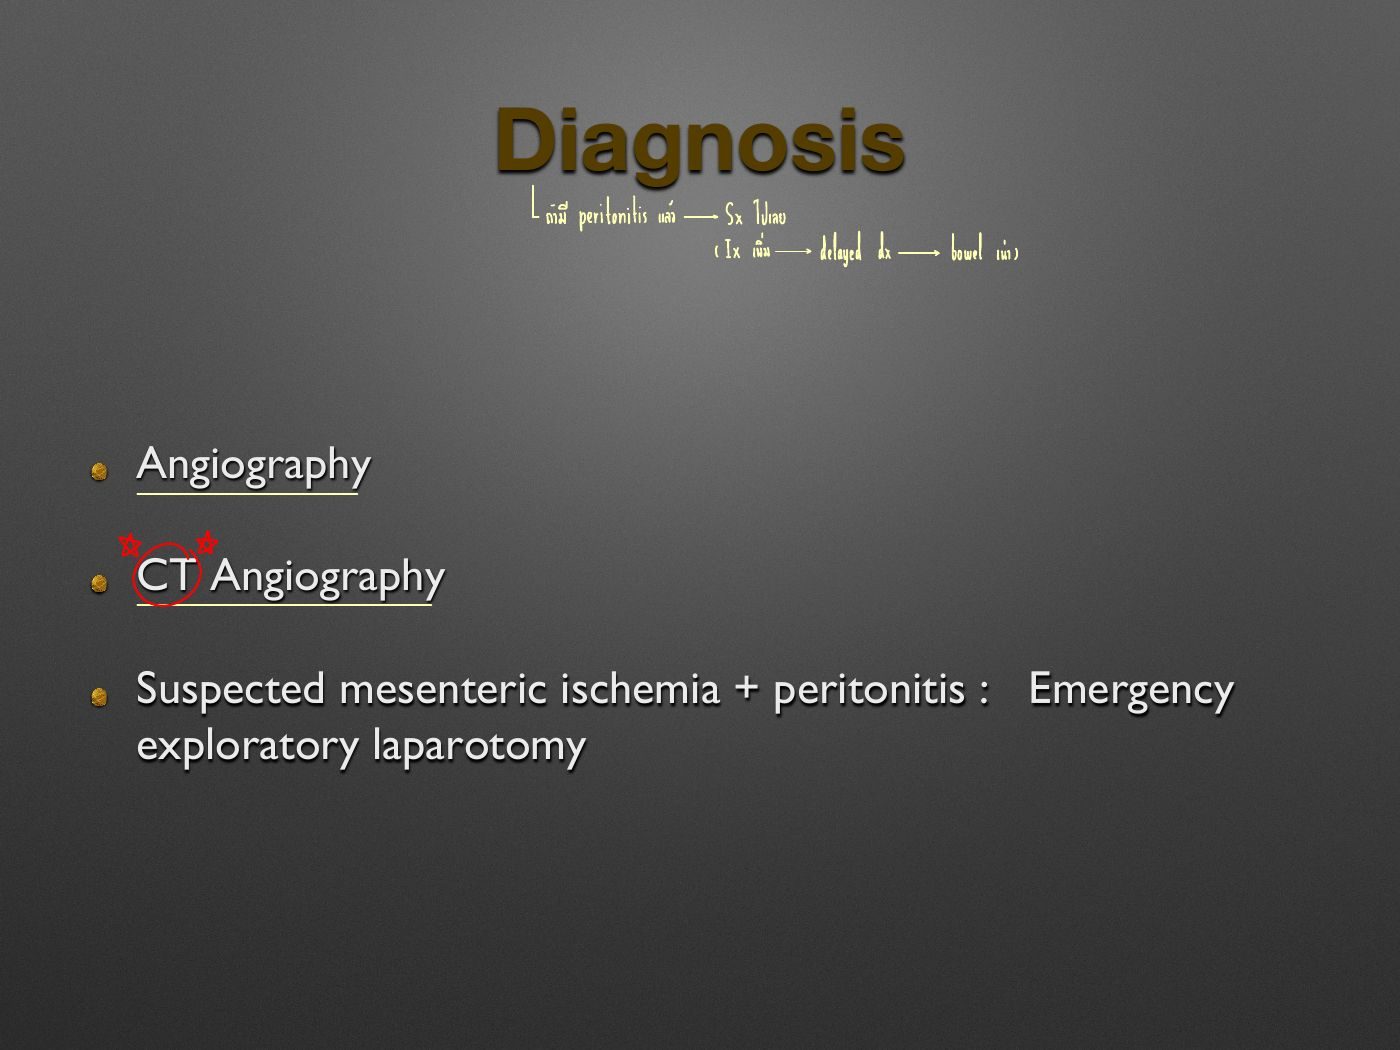 Diagnosis
ถ้ามี peritonitis แล้ว → Sx ไปเลย
(Ix เพิ่ม → delayed dx → bowel เน่า)
Angiography
CT Angiography
Suspected mesenteric ischemia + peritonitis : Emergency
exploratory laparotomy